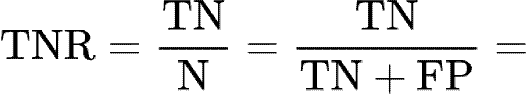 TNR = TN/N = TN/(TN + FP) =